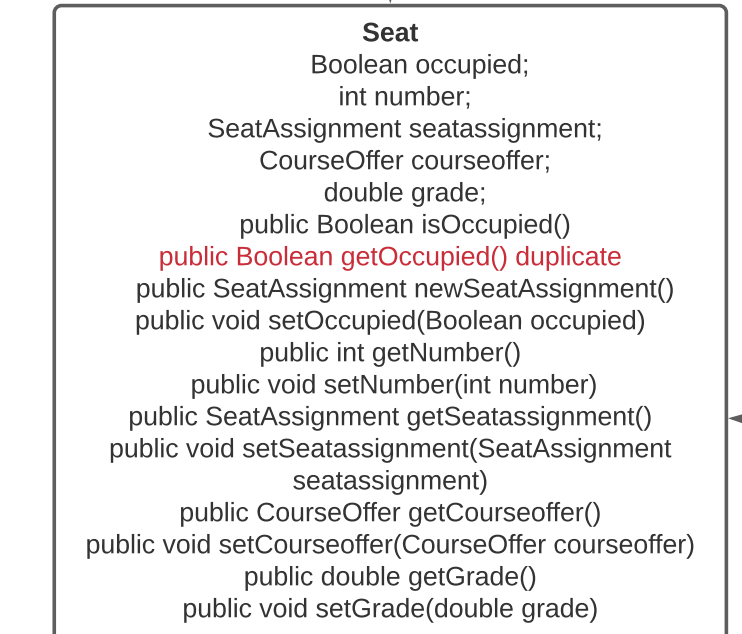 Seat
Boolean occupied;
int number;
SeatAssignment seatassignment;
CourseOffer courseoffer;
double grade;
public Boolean isOccupied()
public Boolean getOccupied() duplicate
public SeatAssignment newSeatAssignment()
public void setOccupied(Boolean occupied)
public int getNumber()
public void setNumber(int number)
public SeatAssignment getSeatassignment()
public void setSeatassignment(SeatAssignment
seatassignment)
public CourseOffer getCourseoffer()
public void setCourseoffer(CourseOffer courseoffer)
public double getGrade()
public void setGrade(double grade)